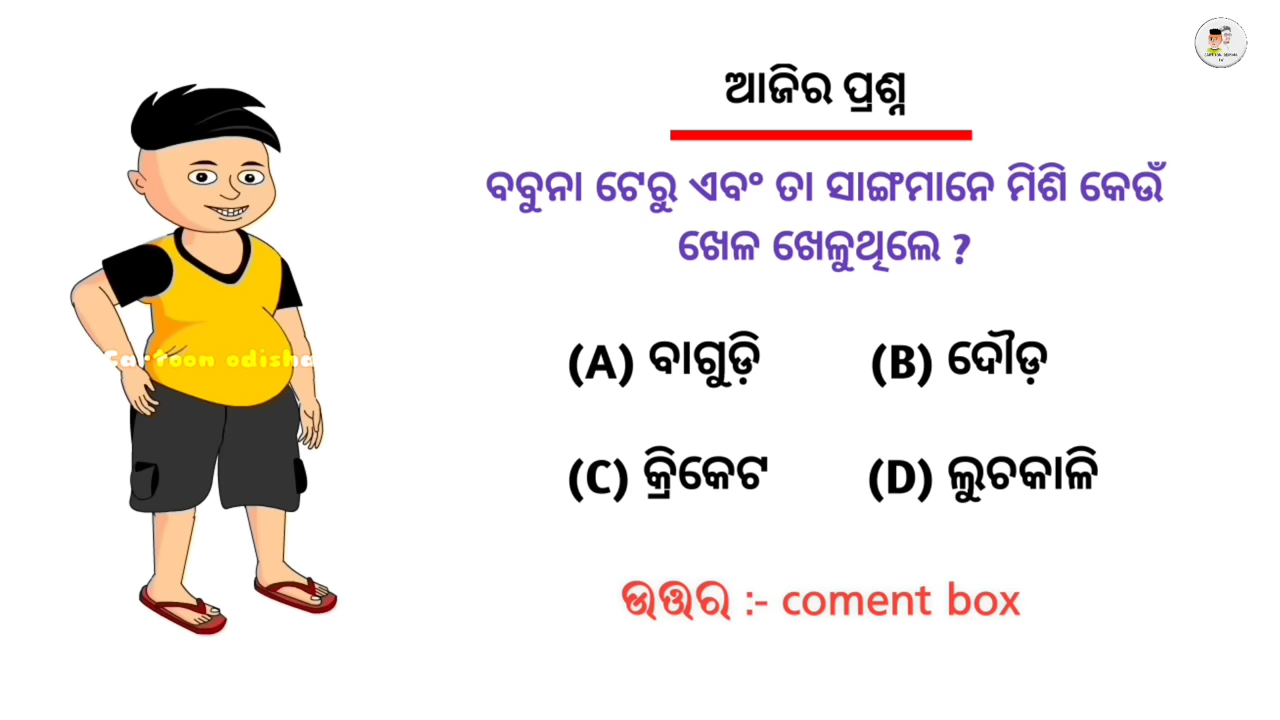 ଆଜିର ପ୍ରଶ୍ନ
ବବୁନା ଟେରୁ ଏବଂ ତା ସାଙ୍ଗମାନେ ମିଶି କେଉଁ
ଖେଳ ଖେଳୁଥିଲେ ?
(A) ବାଗୁଡ଼ି (B) ଦୌଡ଼
(C) କ୍ରିକେଟ (D) ଲୁଚକାଳି
Cartoon odisha
ଉତ୍ତର :- coment box